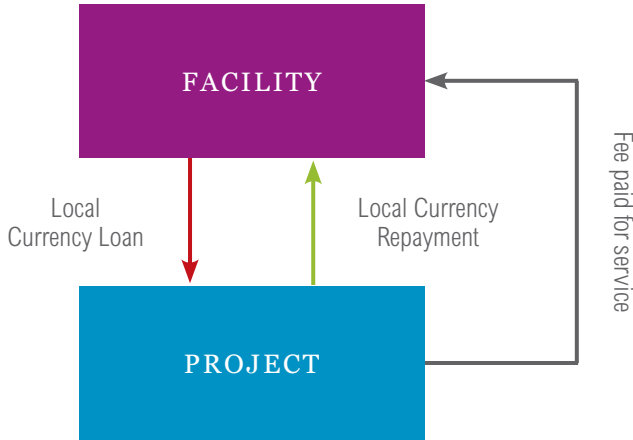 FACILITY
Local
Currency Loan
Local Currency
Repayment
Fee paid for service
PROJECT